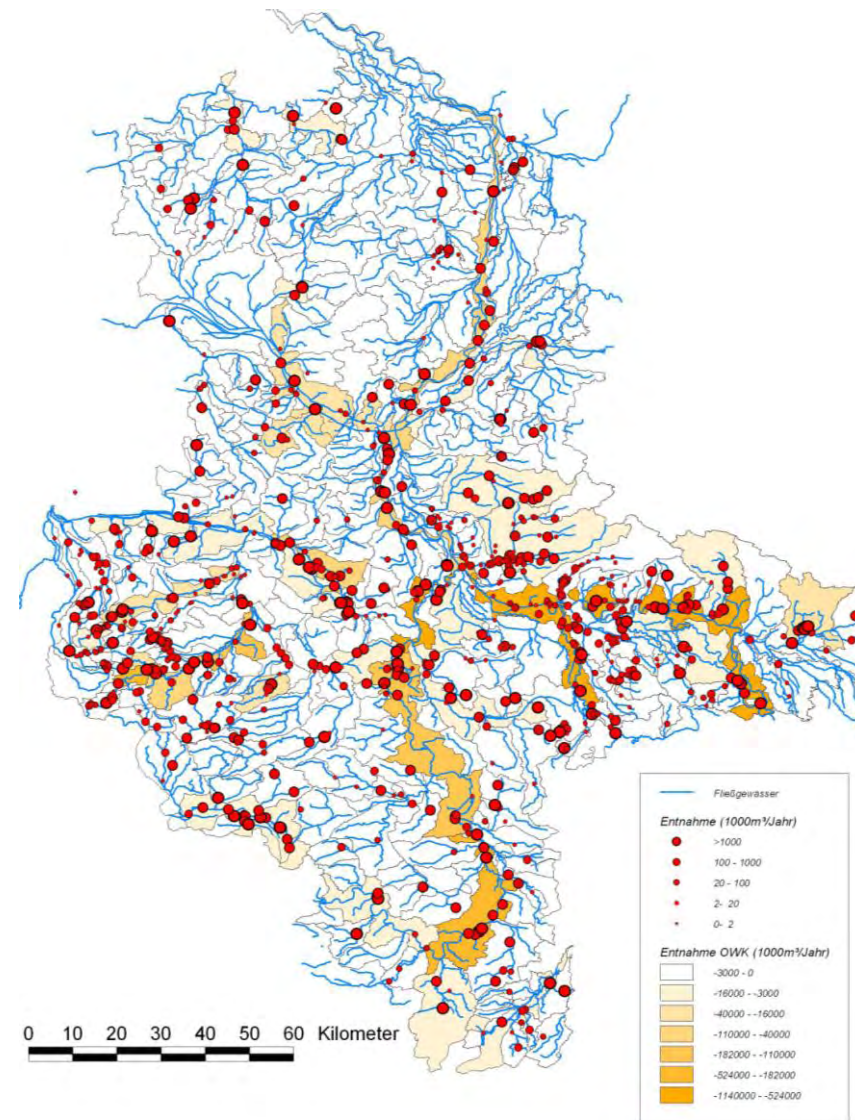 0 10 20 30 40 50 60 Kilometer
Fließgewässer
Entnahme (1000m³/Jahr)
>1000
100 - 1000
20 - 100
2- 20
0- 2
Entnahme OWK (1000m³/Jahr)
-3000 - 0
-16000 - -3000
-40000 - -16000
-110000 - -40000
-182000 - -110000
-524000 - -182000
-1140000 - -524000